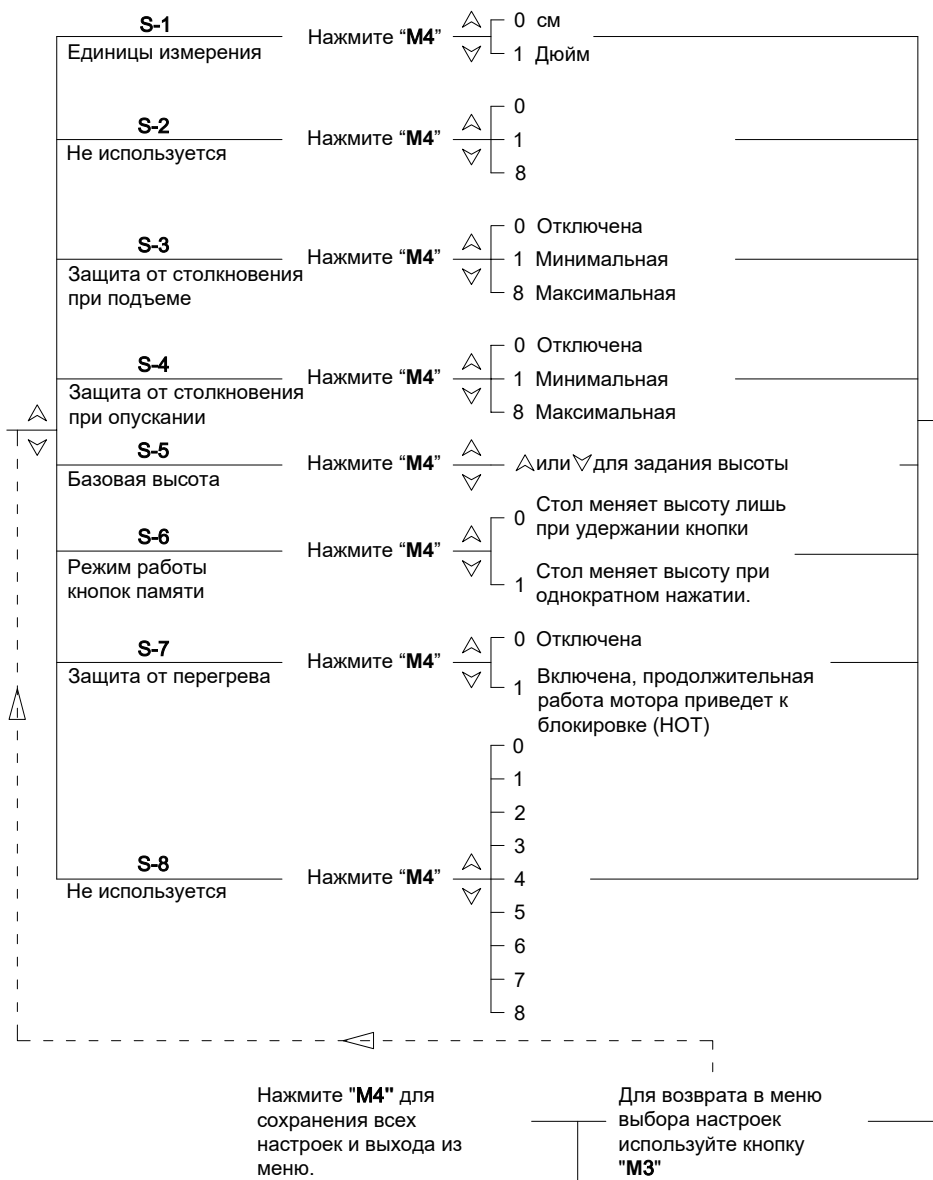 S-1
Единицы измерения
Нажмите “M4”
0 см
1 Дюйм
S-2
Не используется
Нажмите “M4”
0
1
8
S-3
Защита от столкновения
при подъеме
Нажмите “M4”
0 Отключена
1 Минимальная
8 Максимальная
S-4
Защита от столкновения
при опускании
Нажмите “M4”
0 Отключена
1 Минимальная
8 Максимальная
S-5
Базовая высота
Нажмите “M4”
или для задания высоты
S-6
Режим работы
кнопок памяти
Нажмите “M4”
0 Стол меняет высоту лишь
при удержании кнопки
1 Стол меняет высоту при
однократном нажатии.
S-7
Защита от перегрева
Нажмите “M4”
0 Отключена
1 Включена, продолжительная
работа мотора приведет к
блокировке (HOT)
S-8
Не используется
Нажмите “M4”
0
1
2
3
4
5
6
7
8
Нажмите "M4" для
сохранения всех
настроек и выхода из
меню.
Для возврата в меню
выбора настроек
используйте кнопку
"M3"